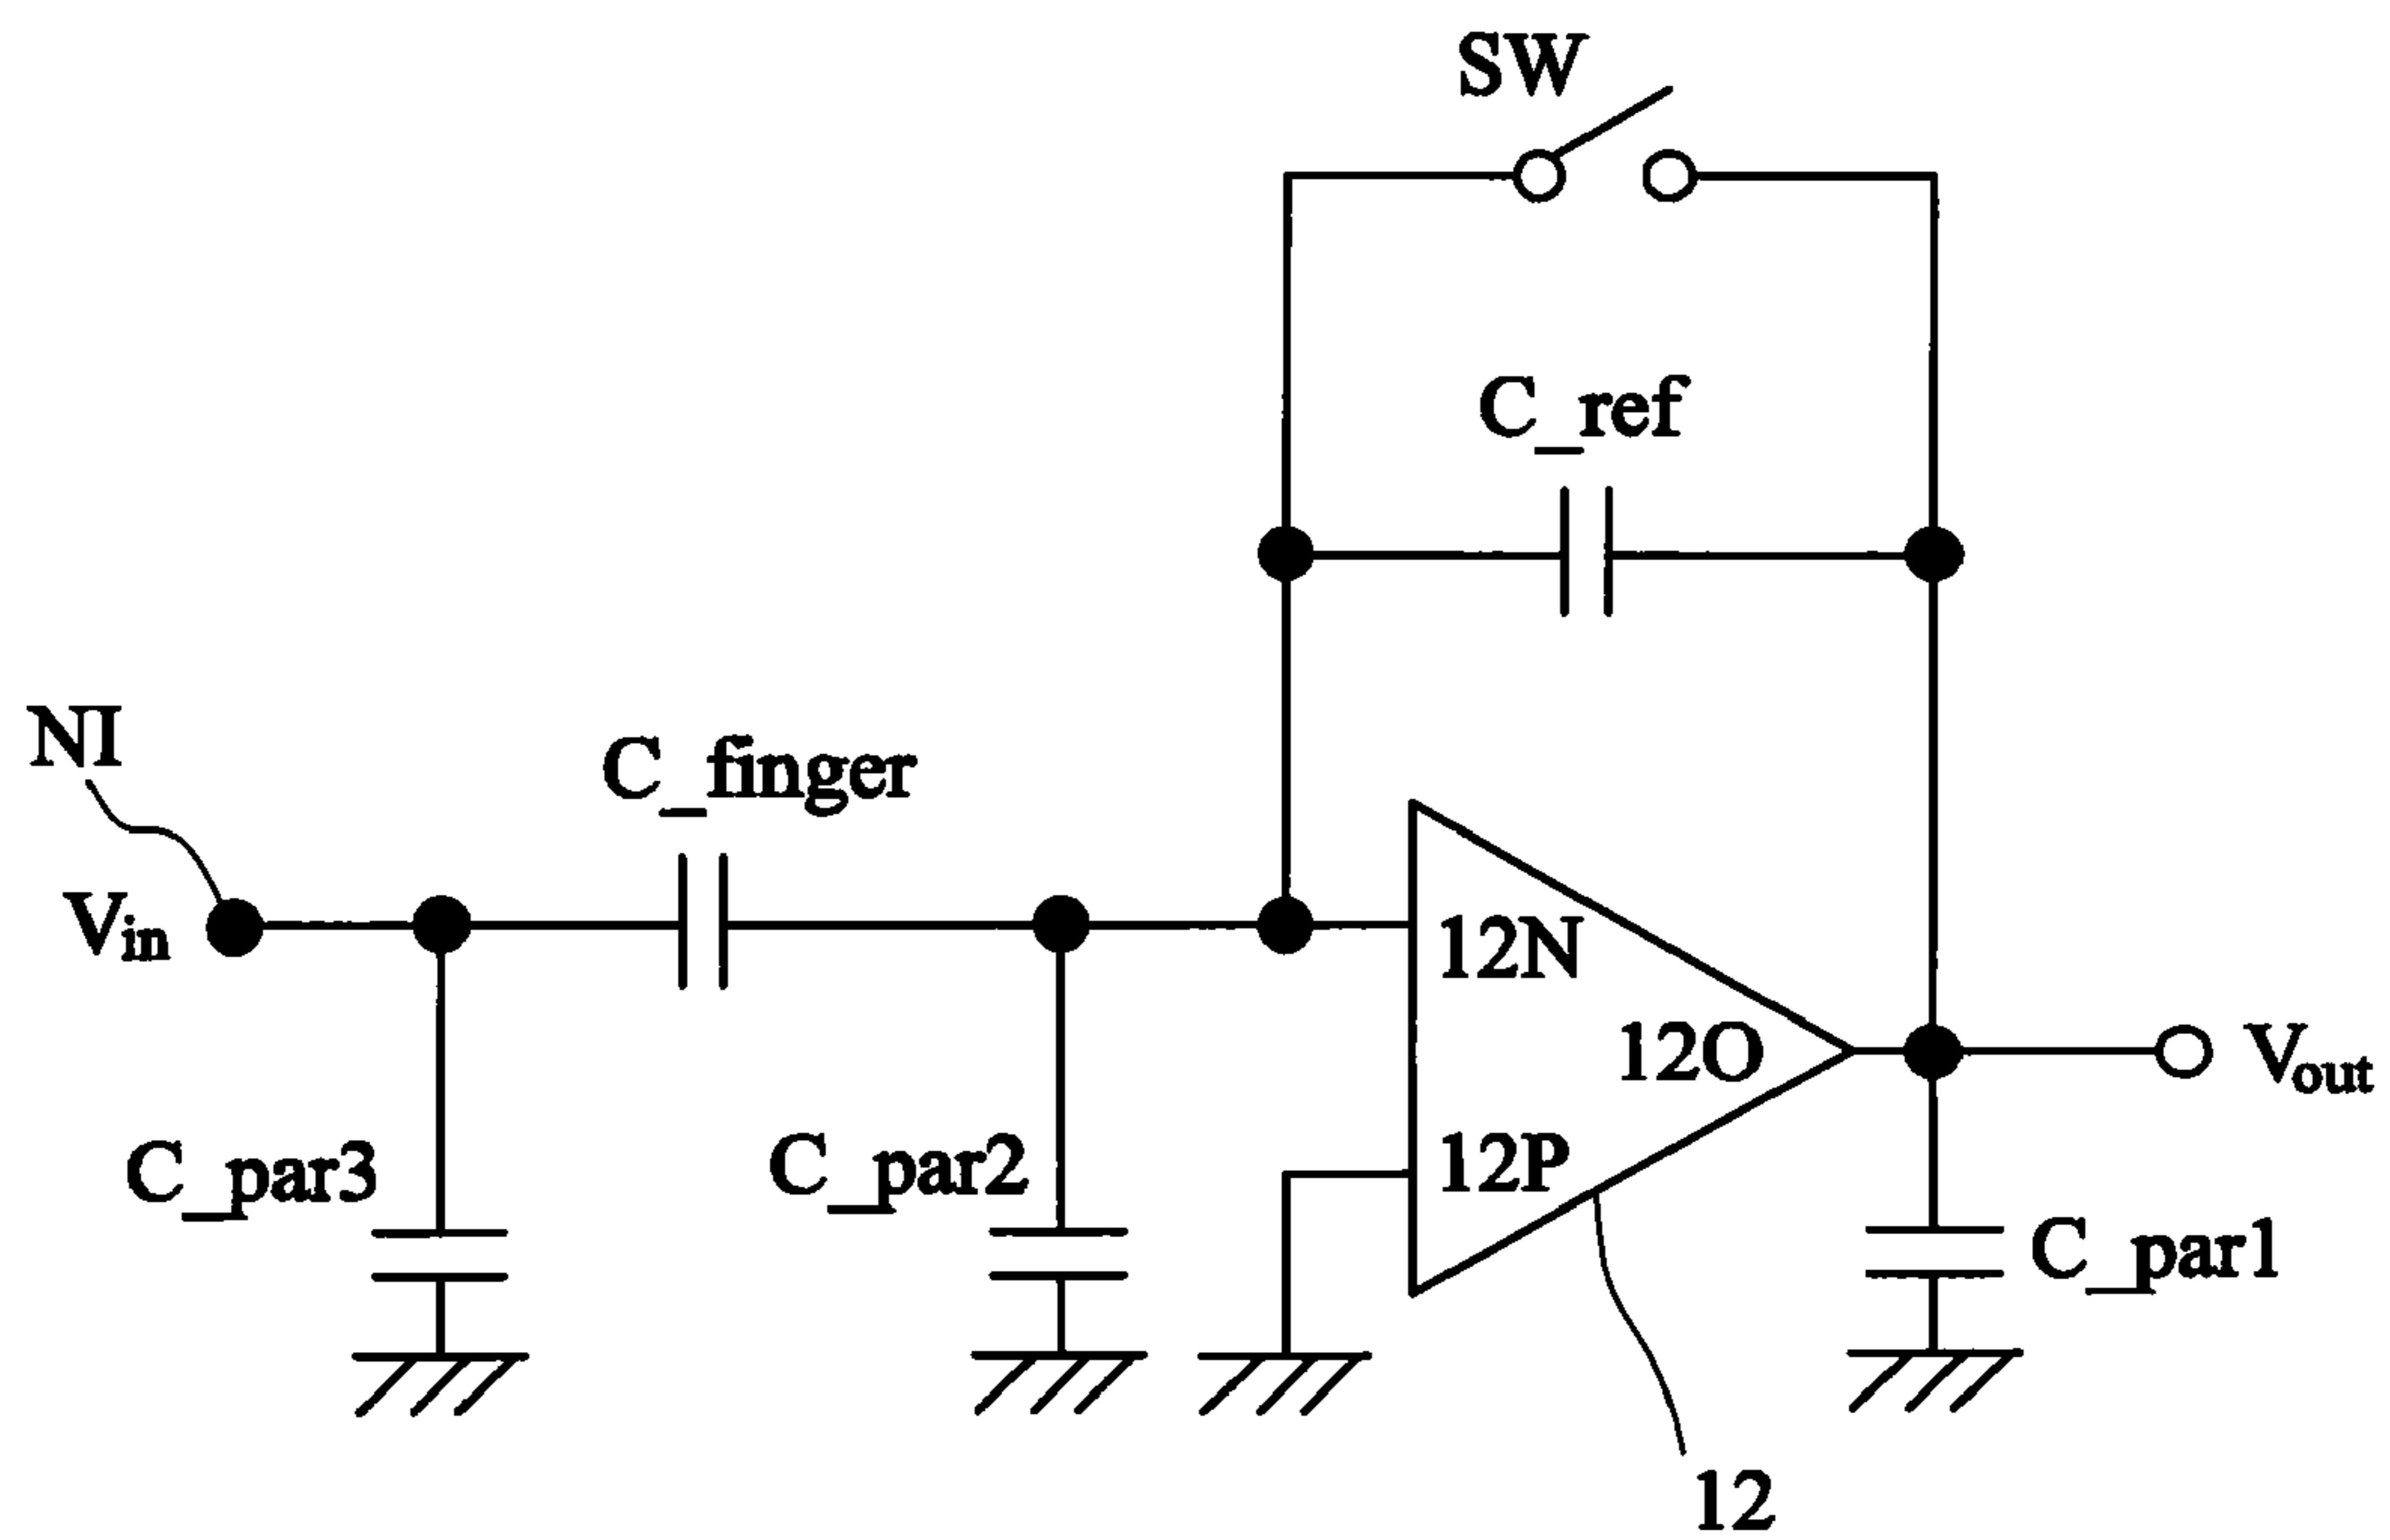 SW
C_ref
NI
C_finger
Vin
12N
12O
Vout
12P
C_par3
C_par2
C_par1
12